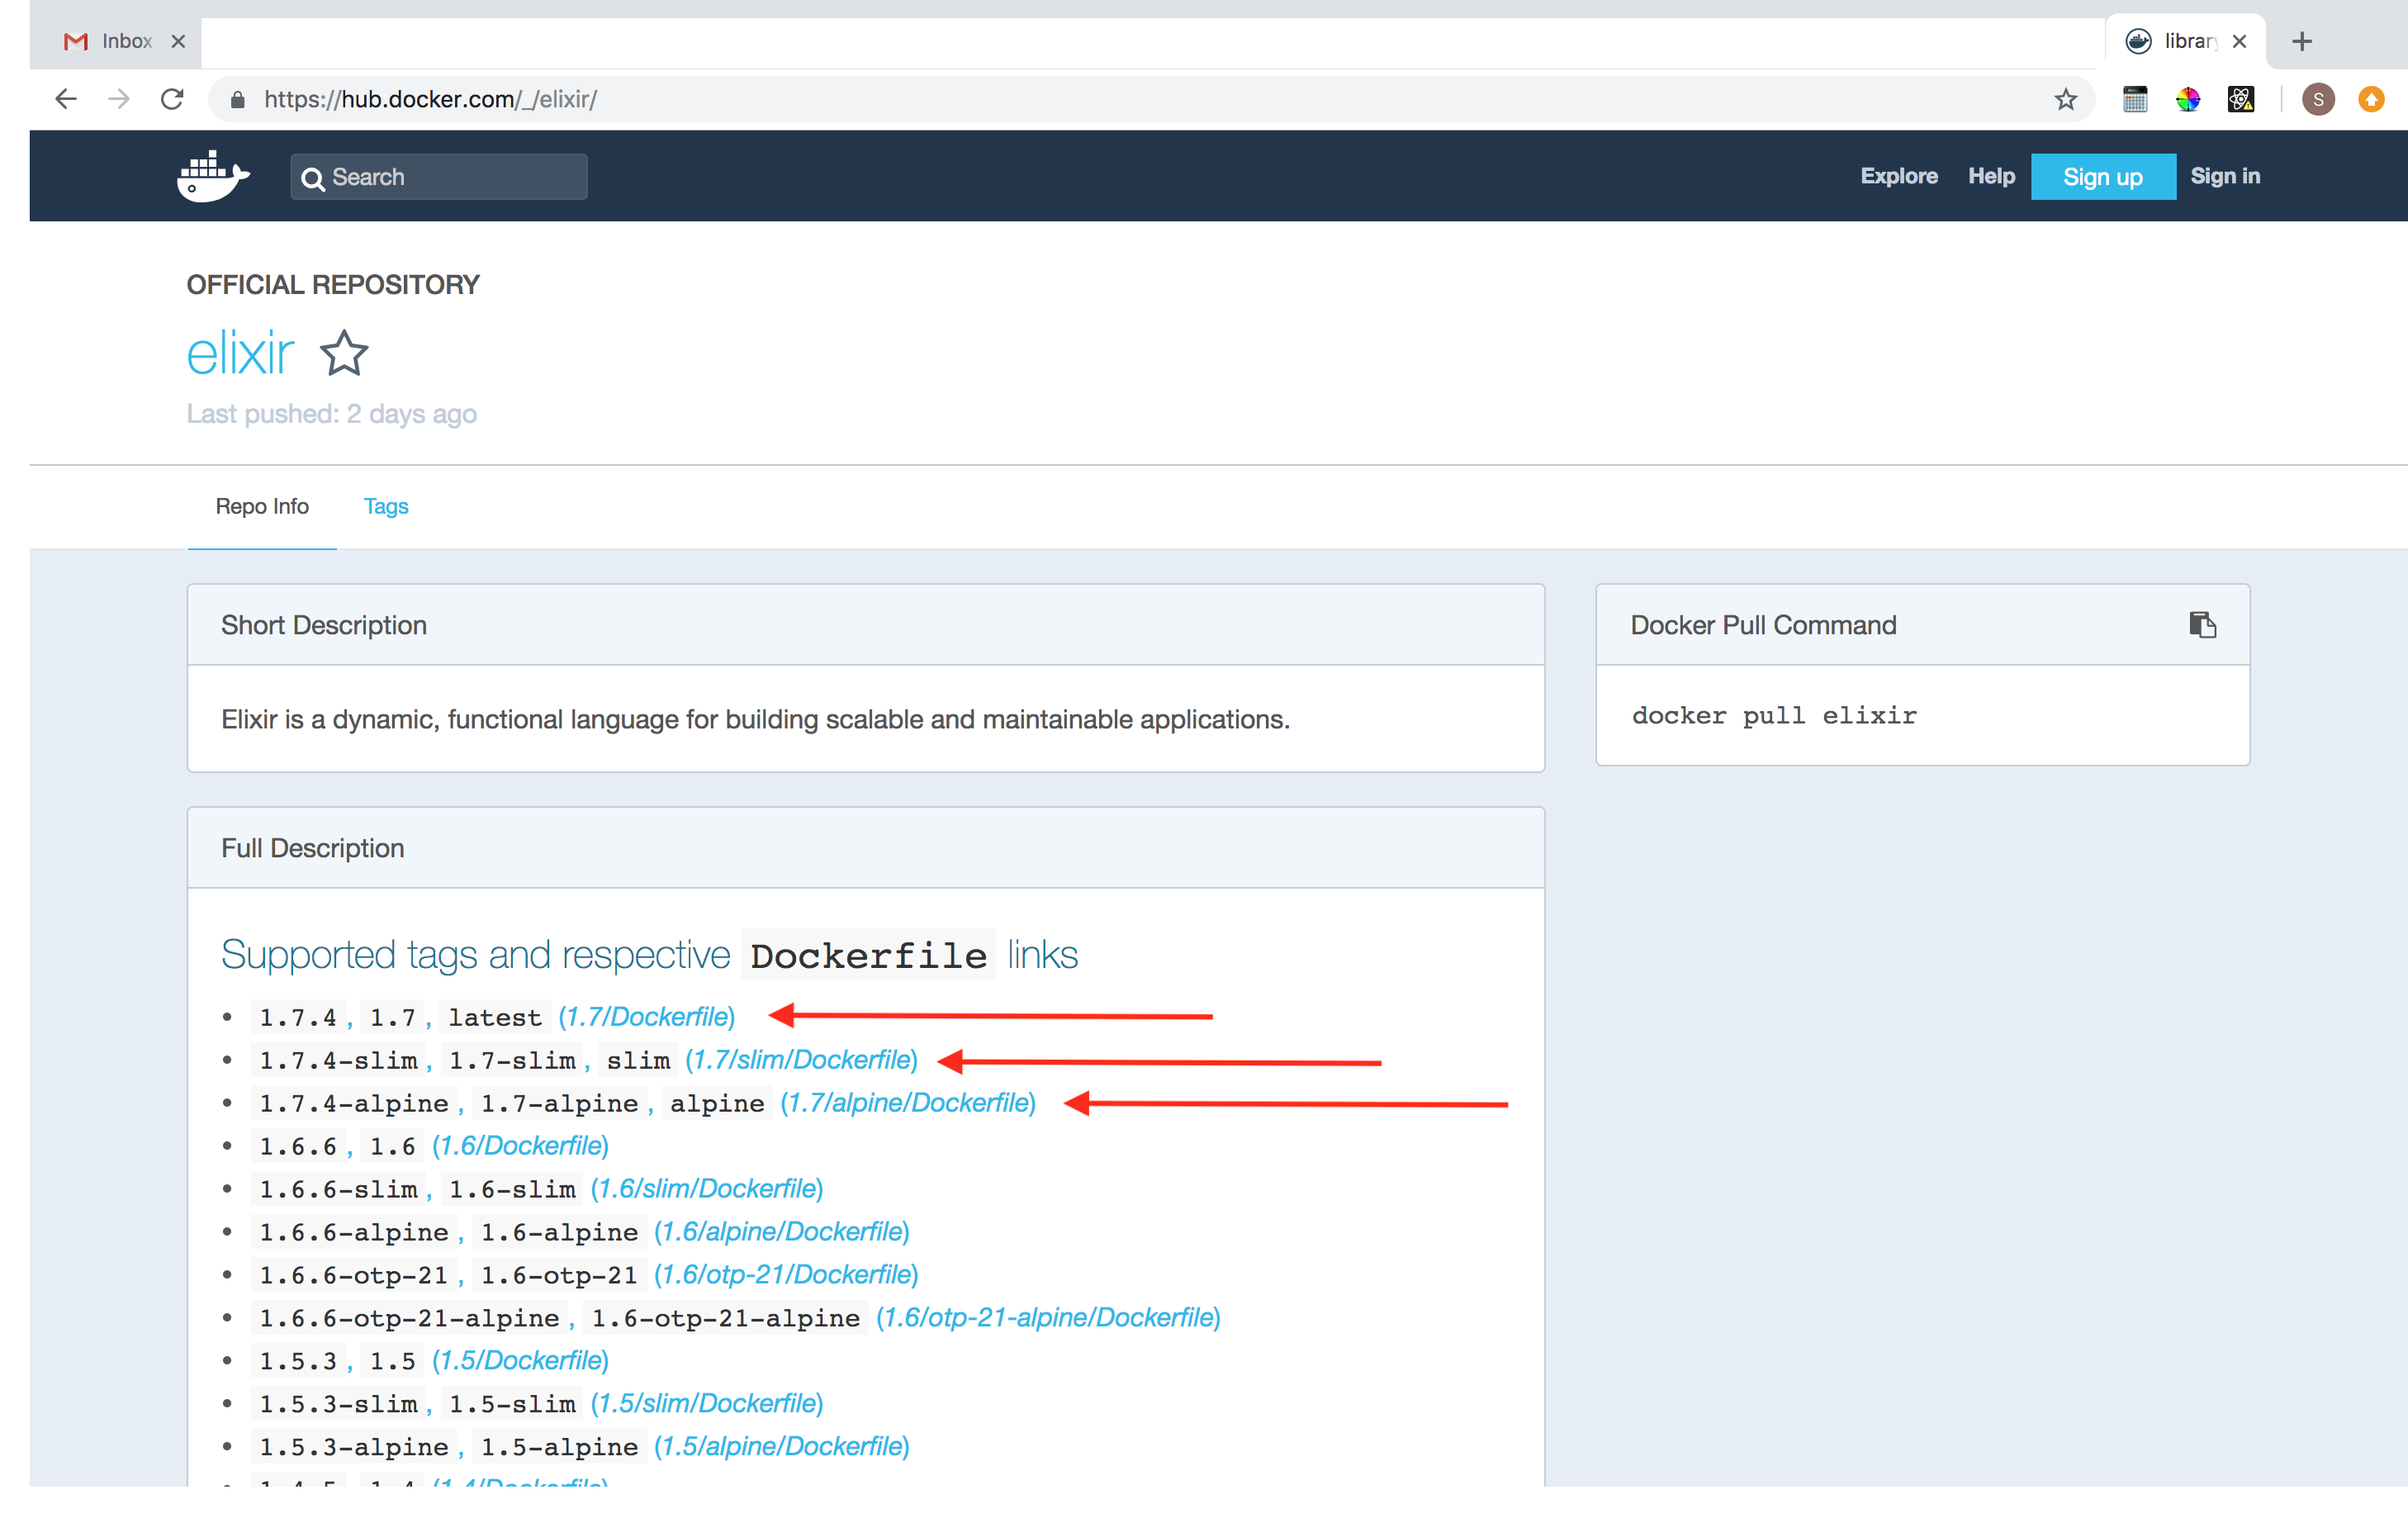 Inbox
library
https://hub.docker.com/_/elixir/
S
Search
Explore Help Sign up Sign in
OFFICIAL REPOSITORY
elixir
Last pushed: 2 days ago
Repo Info Tags
Short Description
Elixir is a dynamic, functional language for building scalable and maintainable applications.
Docker Pull Command
docker pull elixir
Full Description
Supported tags and respective Dockerfile links
• 1.7.4, 1.7, latest (1.7/Dockerfile)
• 1.7.4-slim, 1.7-slim, slim (1.7/slim/Dockerfile)
• 1.7.4-alpine, 1.7-alpine, alpine (1.7/alpine/Dockerfile)
• 1.6.6, 1.6 (1.6/Dockerfile)
• 1.6.6-slim, 1.6-slim (1.6/slim/Dockerfile)
• 1.6.6-alpine, 1.6-alpine (1.6/alpine/Dockerfile)
• 1.6.6-otp-21, 1.6-otp-21 (1.6/otp-21/Dockerfile)
• 1.6.6-otp-21-alpine, 1.6-otp-21-alpine (1.6/otp-21-alpine/Dockerfile)
• 1.5.3, 1.5 (1.5/Dockerfile)
• 1.5.3-slim, 1.5-slim (1.5/slim/Dockerfile)
• 1.5.3-alpine, 1.5-alpine (1.5/alpine/Dockerfile)
• 1.4.5, 1.4 (1.4/Dockerfile)